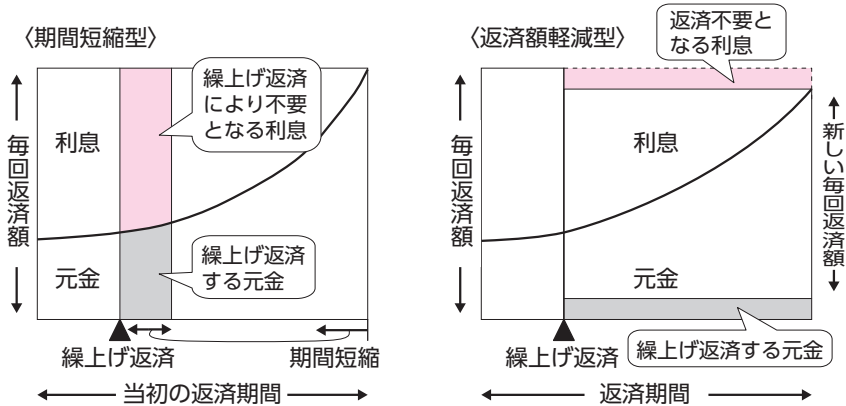 〈期間短縮型〉
繰上げ返済
により不要
となる利息
利息
毎回返済額
元金
繰上げ返済
する元金
繰上げ返済
期間短縮
当初の返済期間
〈返済額軽減型〉
返済不要と
なる利息
毎回返済額
利息
新しい毎回返済額
元金
繰上げ返済
繰上げ返済する元金
返済期間